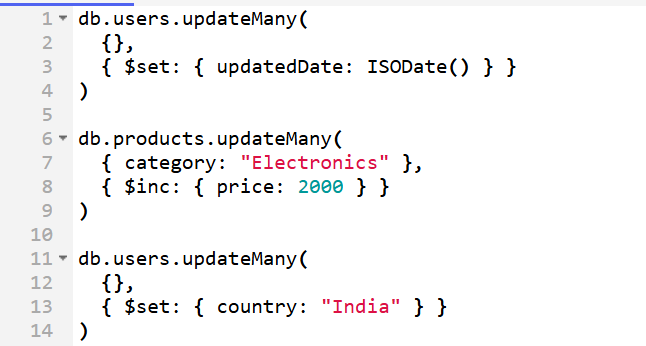 1 db.users.updateMany(
2   {},
3   { $set: { updatedDate: ISODate() } }
4 )
5
6 db.products.updateMany(
7   { category: "Electronics" },
8   { $inc: { price: 2000 } }
9 )
10
11 db.users.updateMany(
12   {},
13   { $set: { country: "India" } }
14 )